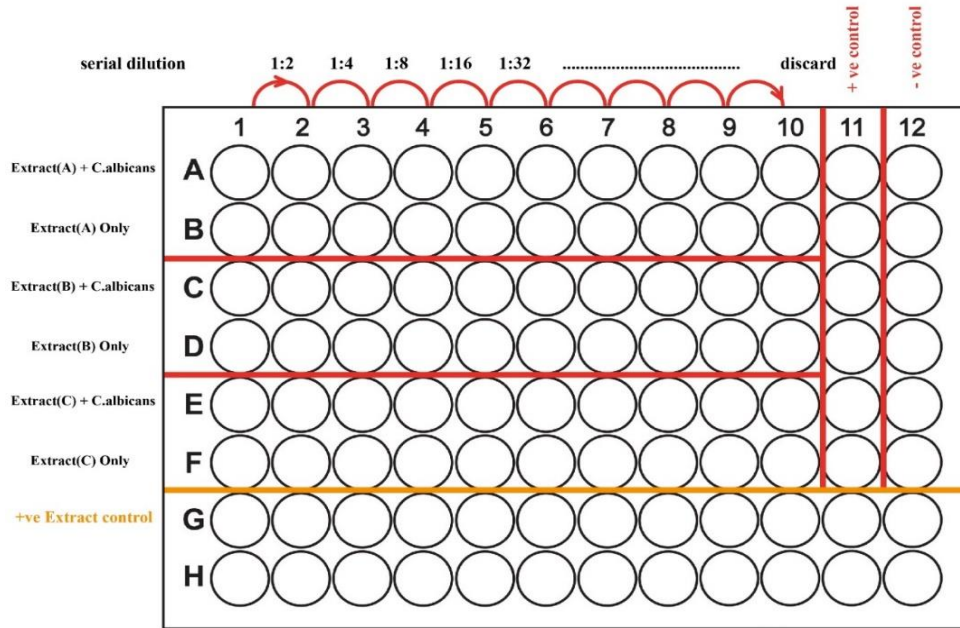 serial dilution 1:2 1:4 1:8 1:16 1:32 ................................... discard + ve control - ve control
1 2 3 4 5 6 7 8 9 10 11 12
Extract(A) + C.albicans A
Extract(A) Only B
Extract(B) + C.albicans C
Extract(B) Only D
Extract(C) + C.albicans E
Extract(C) Only F
+ve Extract control G
H